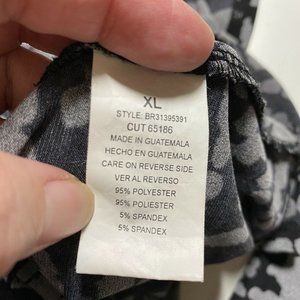 XL
STYLE: BR31395391
CUT 65186
MADE IN GUATEMALA
HECHO EN GUATEMALA
CARE ON REVERSE SIDE
VER AL REVERSO
95% POLYESTER
95% POLIESTER
5% SPANDEX
5% SPANDEX